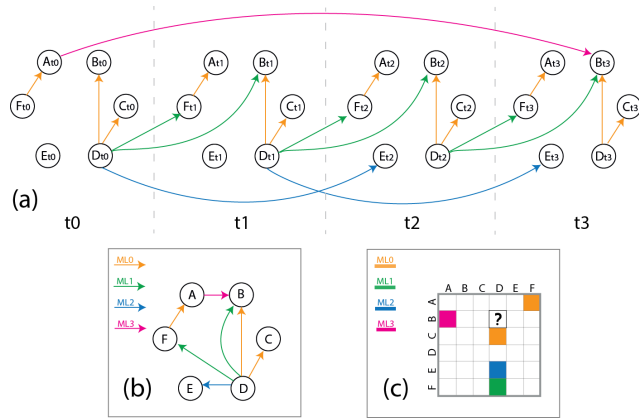 At0 Bt0 At1 Bt1 At2 Bt2 At3 Bt3
Ft0 Ct0 Ft1 Ct1 Ft2 Ct2 Ft3 Ct3
Et0 Dt0 Et1 Dt1 Et2 Dt2 Et3 Dt3
(a)
t0 t1 t2 t3
ML0
ML1
ML2
ML3
A B
F C
E D
(b)
ML0
ML1
ML2
ML3
A B C D E F
A
B ?
C
D
E
F
(c)